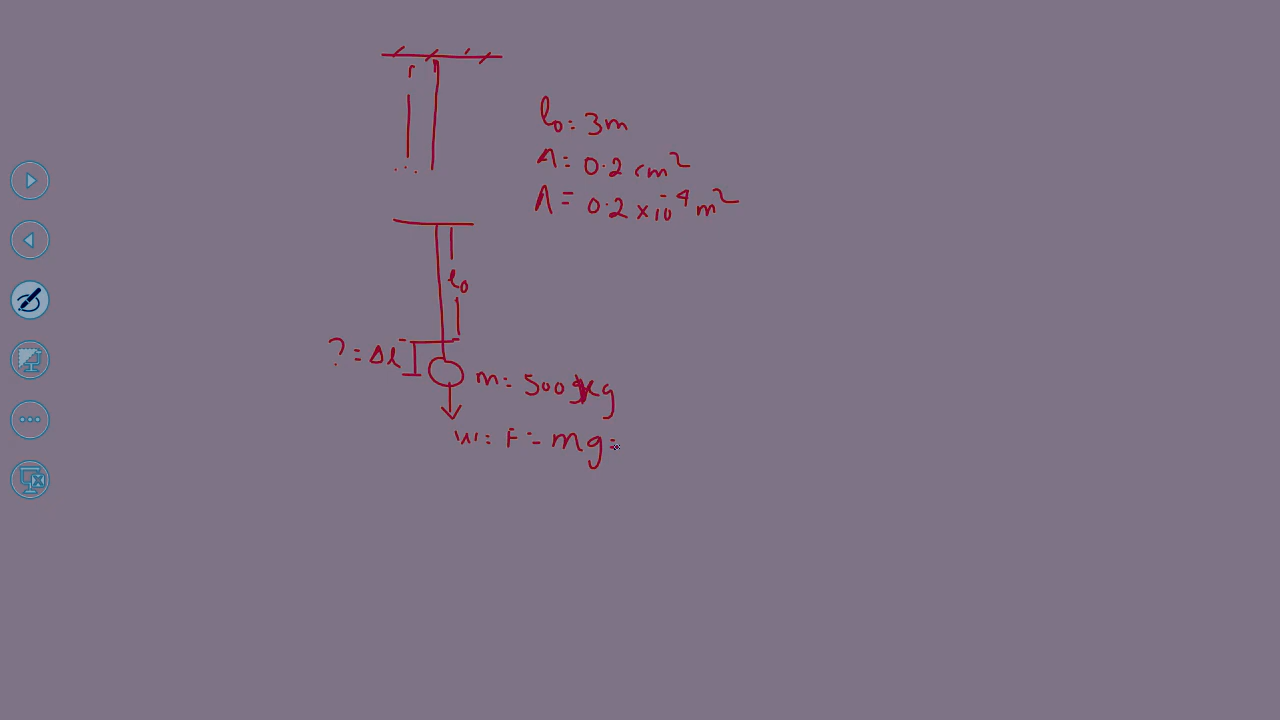 l₀ = 3m
A = 0.2 cm²
A = 0.2 × 10⁻⁴ m²
l₀
? = Δl
m = 500 kg
W = F = mg =